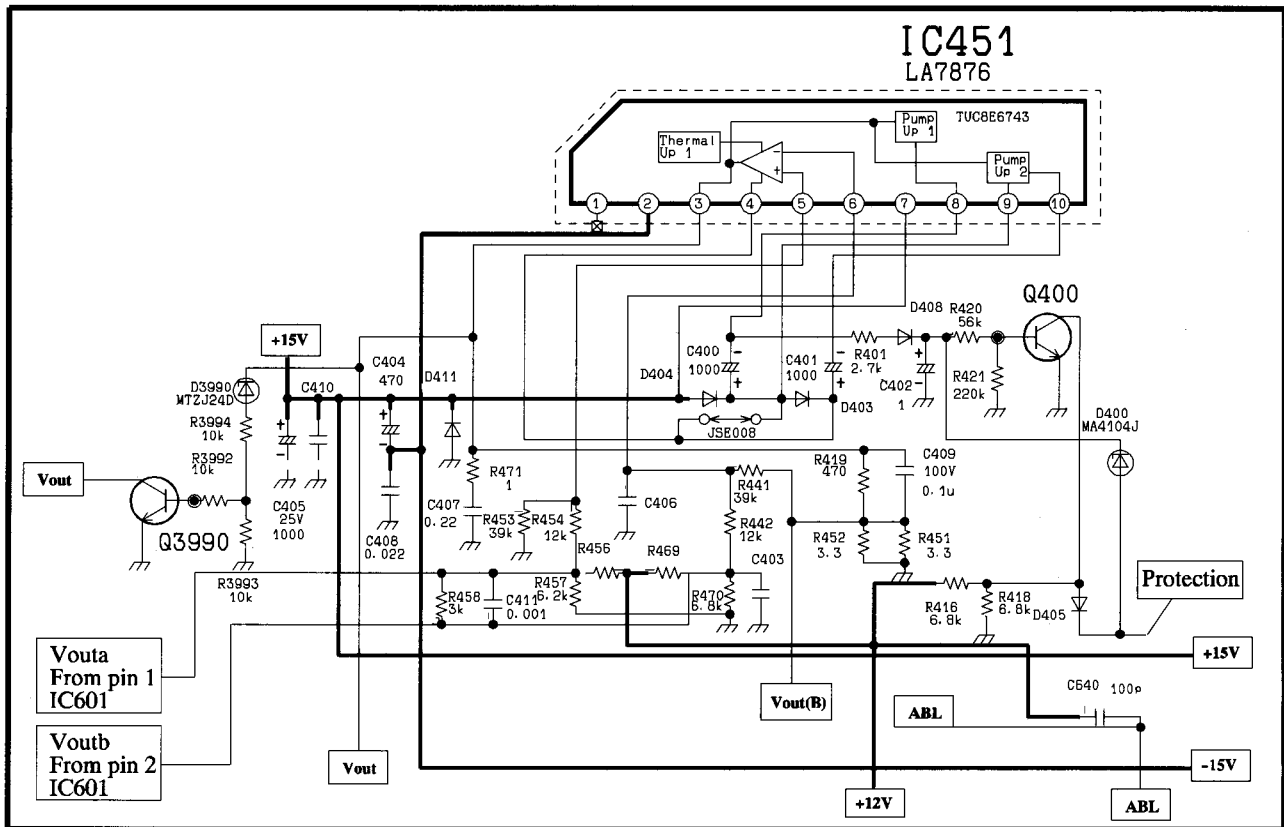 IC451
LA7876
TUC8E6743
Pump
Up 1
Thermal
Up 1
Pump
Up 2
-
+
1 2 3 4 5 6 7 8 9 10
Q400
D408
R420
56k
+15V
C404
470
D411
C400
1000
-
+
C401
1000
-
+
R401
2.7k
+
-
C402
1
R421
220k
D3990
MTZJ24D
C410
D404
D403
JSE008
D400
MA4104J
R3994
10k
R3992
10k
+
-
+
-
Vout
C405
25V
1000
R471
1
R441
39k
R419
470
C409
100V
0.1u
C406
C407
0.22
R453
39k
R454
12k
R442
12k
R452
3.3
R451
3.3
Q3990
C408
0.022
R456
R469
C403
Protection
R3993
10k
R458
3k
C411
0.001
R457
6.2k
R470
6.8k
R416
6.8k
R418
6.8k
D405
Vouta
From pin 1
IC601
+15V
C640 100p
Vout(B)
ABL
Voutb
From pin 2
IC601
Vout
-15V
+12V
ABL